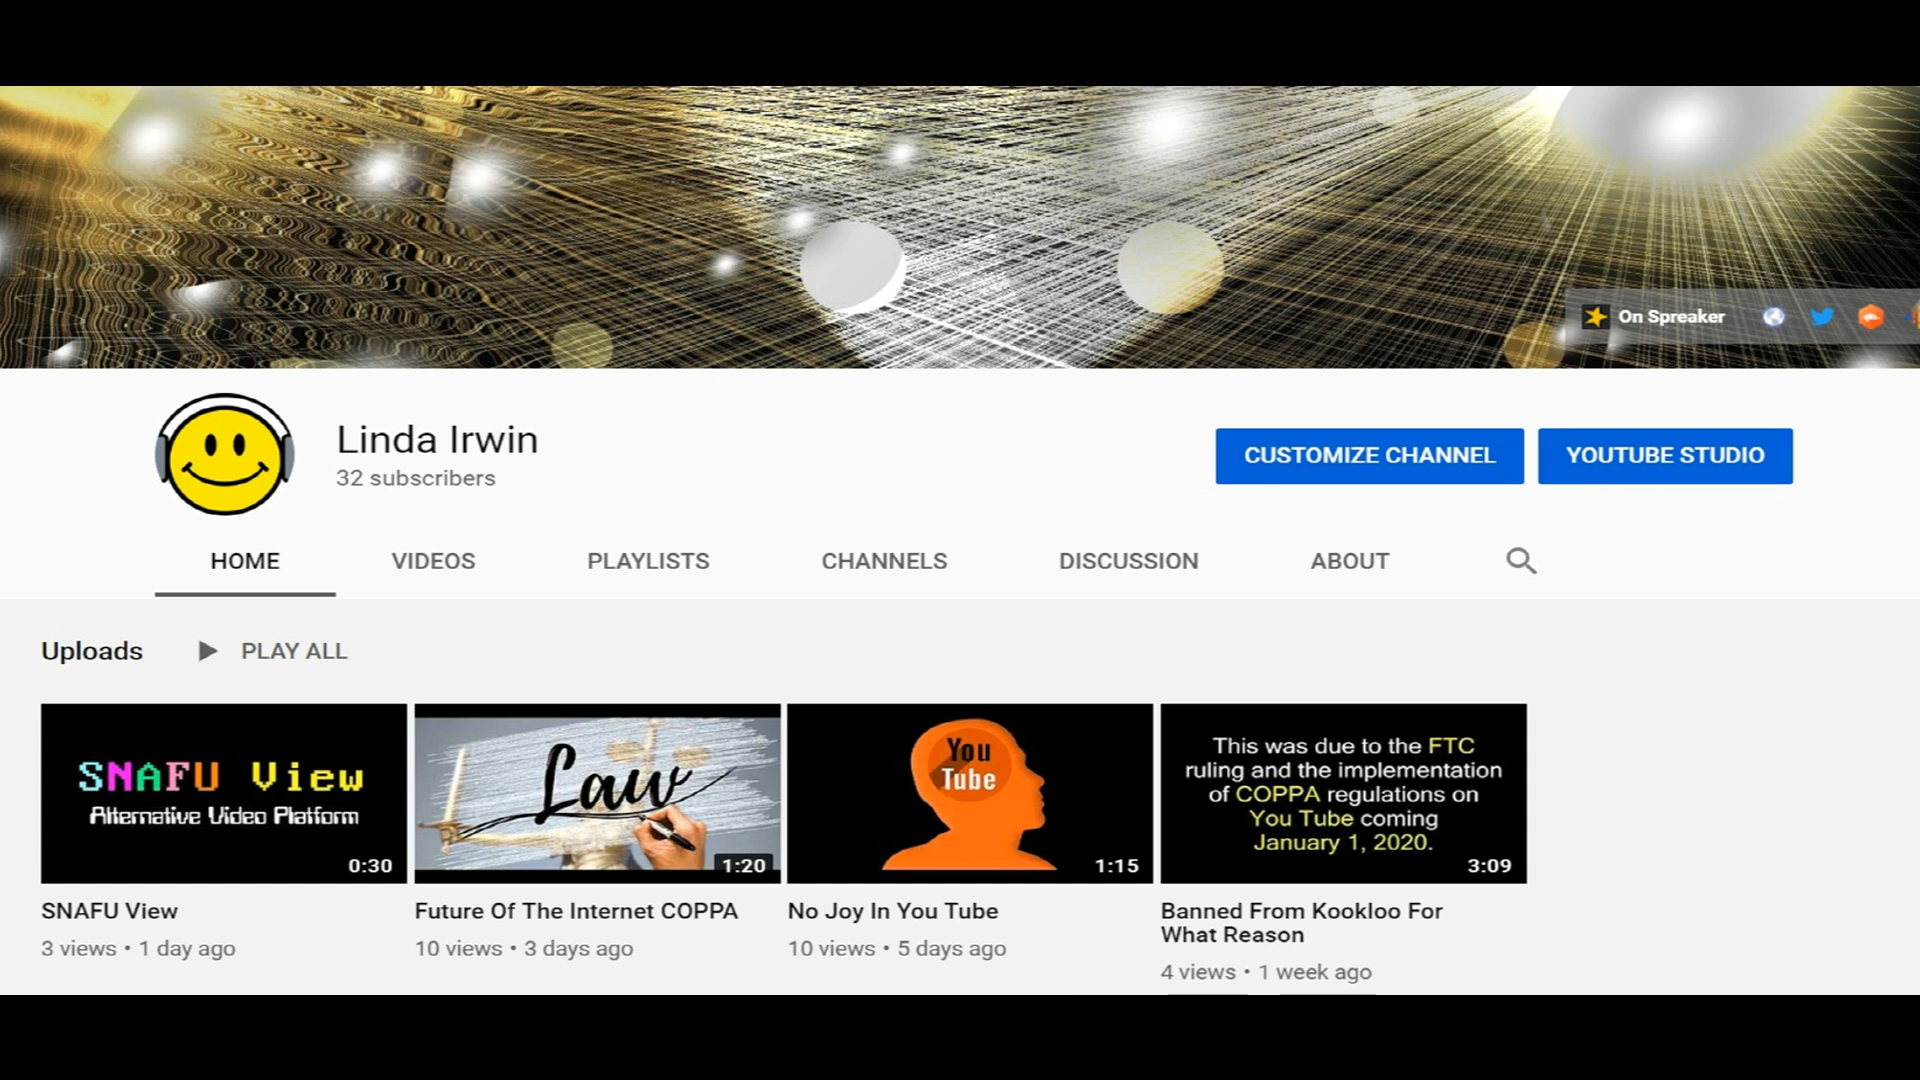 On Spreaker
Linda Irwin
32 subscribers
CUSTOMIZE CHANNEL
YOUTUBE STUDIO
HOME
VIDEOS
PLAYLISTS
CHANNELS
DISCUSSION
ABOUT
Uploads
PLAY ALL
SNAFU View
Alternative Video Platform
0:30
SNAFU View
3 views • 1 day ago
Law
1:20
Future Of The Internet COPPA
10 views • 3 days ago
You
Tube
1:15
No Joy In You Tube
10 views • 5 days ago
This was due to the FTC
ruling and the implementation
of COPPA regulations on
You Tube coming
January 1, 2020.
3:09
Banned From Kookloo For
What Reason
4 views • 1 week ago